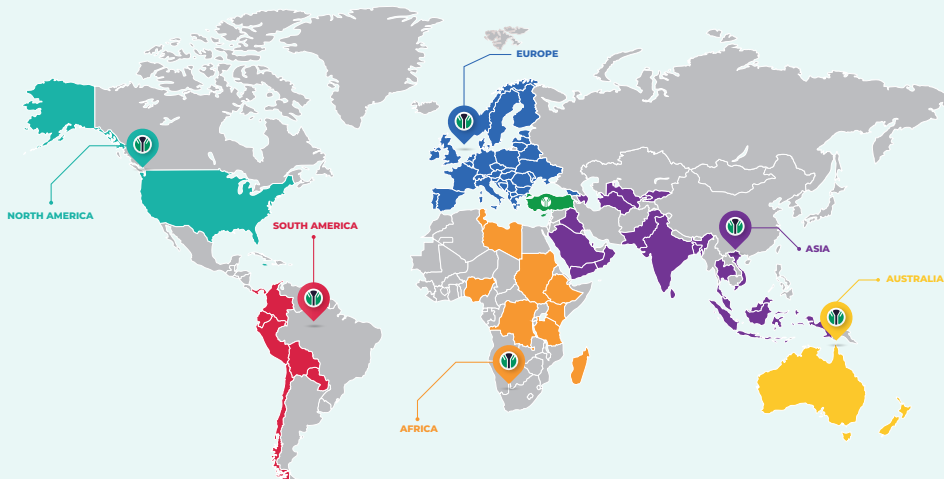 EUROPE
NORTH AMERICA
SOUTH AMERICA
ASIA
AUSTRALIA
AFRICA